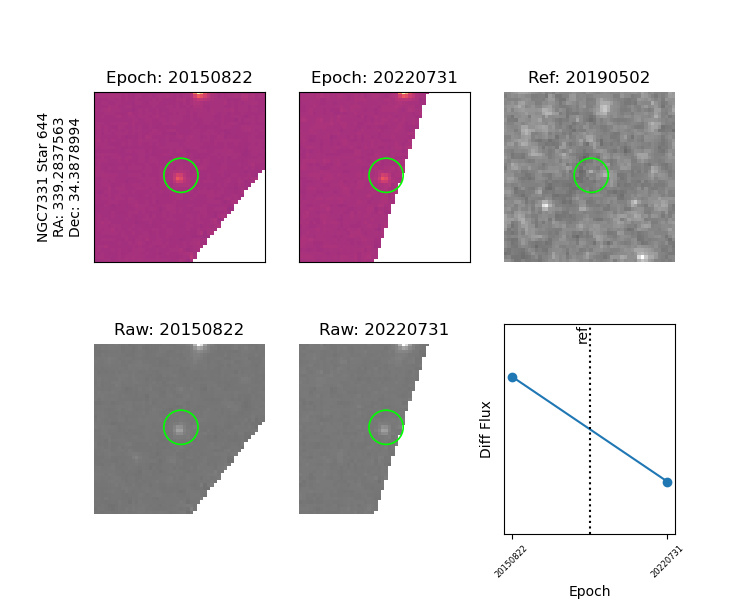 Epoch: 20150822
Epoch: 20220731
Ref: 20190502
NGC7331 Star 644
RA: 339.2837563
Dec: 34.3878994
Raw: 20150822
Raw: 20220731
ref
Diff Flux
20150822
20220731
Epoch